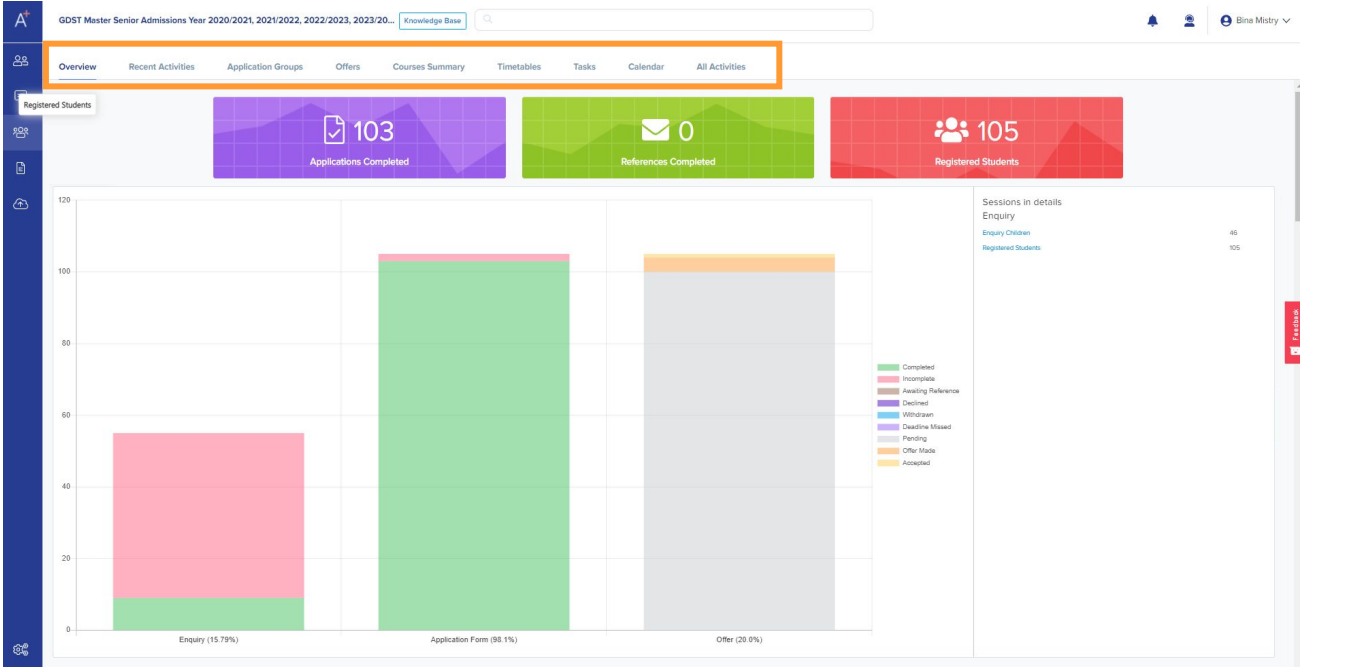 A+
GDST Master Senior Admissions Year 2020/2021, 2021/2022, 2022/2023, 2023/20... Knowledge Base
Bina Mistry
Overview Recent Activities Application Groups Offers Courses Summary Timetables Tasks Calendar All Activities
Registered Students
103
Applications Completed
0
References Completed
105
Registered Students
120
100
80
60
40
20
0
Enquiry (15.79%)
Application Form (98.1%)
Offer (20.0%)
Completed
Incomplete
Awaiting Reference
Declined
Withdrawn
Deadline Missed
Pending
Offer Made
Accepted
Sessions in details
Enquiry
Enquiry Children 46
Registered Students 105
Feedback